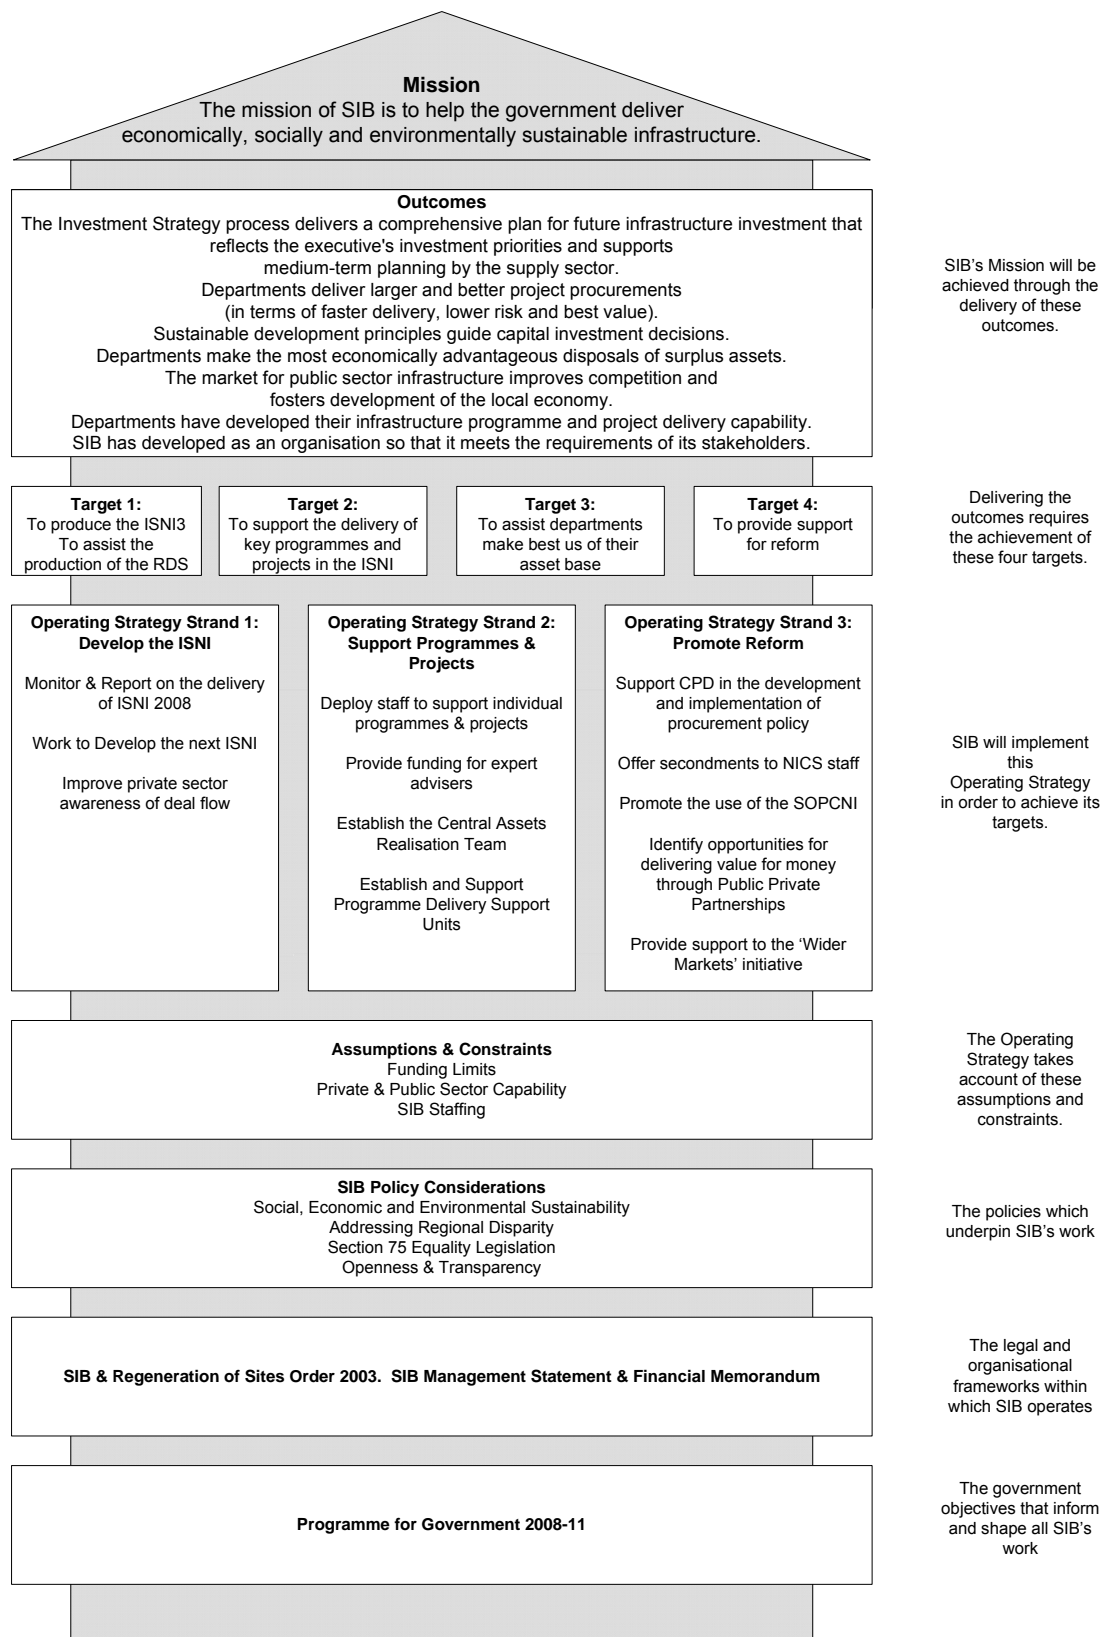 Mission
The mission of SIB is to help the government deliver
economically, socially and environmentally sustainable infrastructure.
Outcomes
The Investment Strategy process delivers a comprehensive plan for future infrastructure investment that
reflects the executive's investment priorities and supports
medium-term planning by the supply sector.
Departments deliver larger and better project procurements
(in terms of faster delivery, lower risk and best value).
Sustainable development principles guide capital investment decisions.
Departments make the most economically advantageous disposals of surplus assets.
The market for public sector infrastructure improves competition and
fosters development of the local economy.
Departments have developed their infrastructure programme and project delivery capability.
SIB has developed as an organisation so that it meets the requirements of its stakeholders.
SIB's Mission will be
achieved through the
delivery of these
outcomes.
Target 1:
To produce the ISNI3
To assist the
production of the RDS
Target 2:
To support the delivery of
key programmes and
projects in the ISNI
Target 3:
To assist departments
make best us of their
asset base
Target 4:
To provide support
for reform
Delivering the
outcomes requires
the achievement of
these four targets.
Operating Strategy Strand 1:
Develop the ISNI
Monitor & Report on the delivery
of ISNI 2008
Work to Develop the next ISNI
Improve private sector
awareness of deal flow
Operating Strategy Strand 2:
Support Programmes &
Projects
Deploy staff to support individual
programmes & projects
Provide funding for expert
advisers
Establish the Central Assets
Realisation Team
Establish and Support
Programme Delivery Support
Units
Operating Strategy Strand 3:
Promote Reform
Support CPD in the development
and implementation of
procurement policy
Offer secondments to NICS staff
Promote the use of the SOPCNI
Identify opportunities for
delivering value for money
through Public Private
Partnerships
Provide support to the ‘Wider
Markets’ initiative
SIB will implement
this
Operating Strategy
in order to achieve its
targets.
Assumptions & Constraints
Funding Limits
Private & Public Sector Capability
SIB Staffing
The Operating
Strategy takes
account of these
assumptions and
constraints.
SIB Policy Considerations
Social, Economic and Environmental Sustainability
Addressing Regional Disparity
Section 75 Equality Legislation
Openness & Transparency
The policies which
underpin SIB's work
SIB & Regeneration of Sites Order 2003. SIB Management Statement & Financial Memorandum
The legal and
organisational
frameworks within
which SIB operates
Programme for Government 2008-11
The government
objectives that inform
and shape all SIB's
work